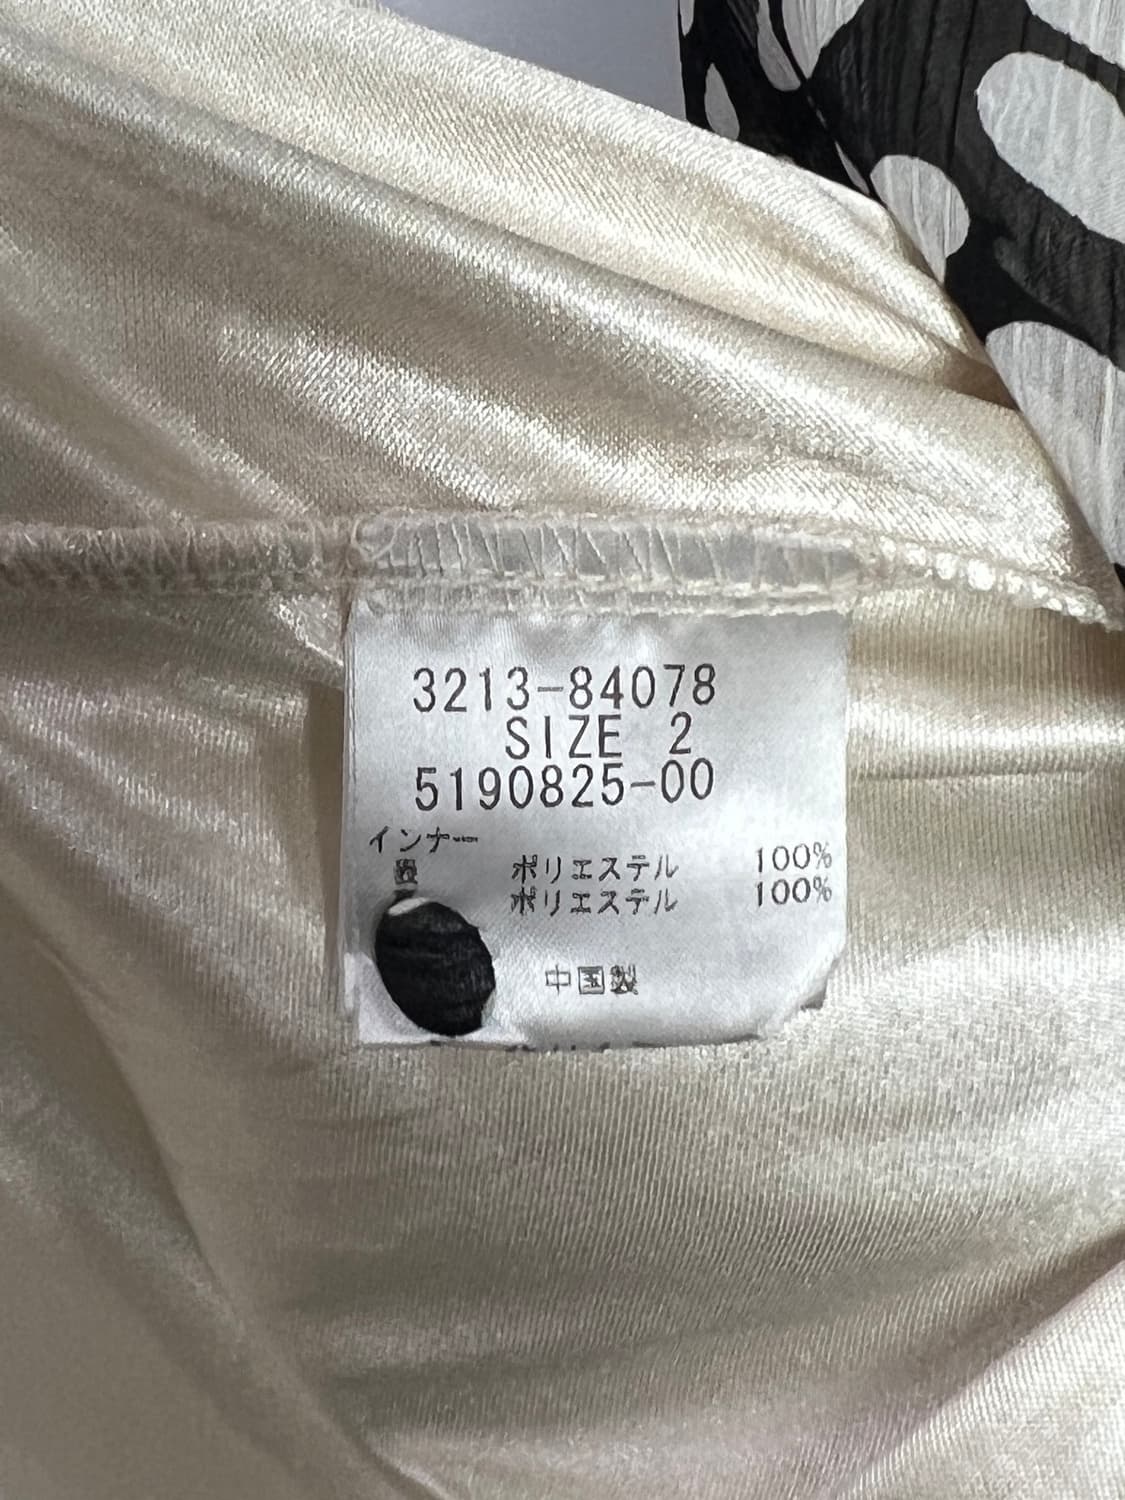 3213-84078
SIZE 2
5190825-00
インナー
ポリエステル 100%
ポリエステル 100%
中国製